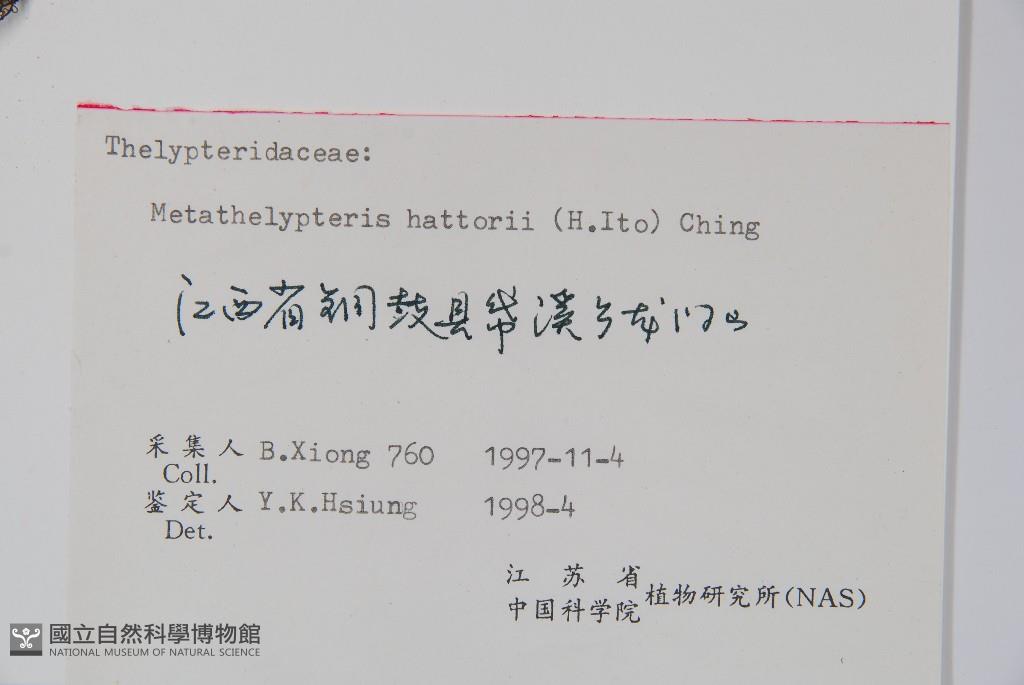 Thelypteridaceae:
Metathelypteris hattorii (H.Ito) Ching
江西省铜鼓县带溪乡龙门山
采集人 B.Xiong 760 1997-11-4
Coll.
鉴定人 Y.K.Hsiung 1998-4
Det.
江苏省
中国科学院 植物研究所(NAS)
國立自然科學博物館
NATIONAL MUSEUM OF NATURAL SCIENCE